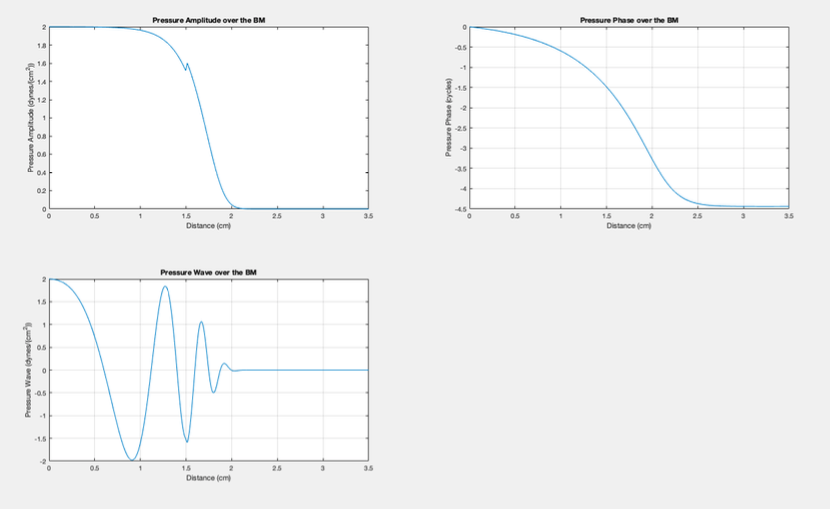 Pressure Amplitude over the BM
2
1.8
1.6
1.4
1.2
1
0.8
0.6
0.4
0.2
0
Pressure Amplitude (dynes/(cm²))
0 0.5 1 1.5 2 2.5 3 3.5
Distance (cm)
Pressure Phase over the BM
0
-0.5
-1
-1.5
-2
-2.5
-3
-3.5
-4
-4.5
Pressure Phase (cycles)
0 0.5 1 1.5 2 2.5 3 3.5
Distance (cm)
Pressure Wave over the BM
2
1.5
1
0.5
0
-0.5
-1
-1.5
-2
Pressure Wave (dynes/(cm²))
0 0.5 1 1.5 2 2.5 3 3.5
Distance (cm)